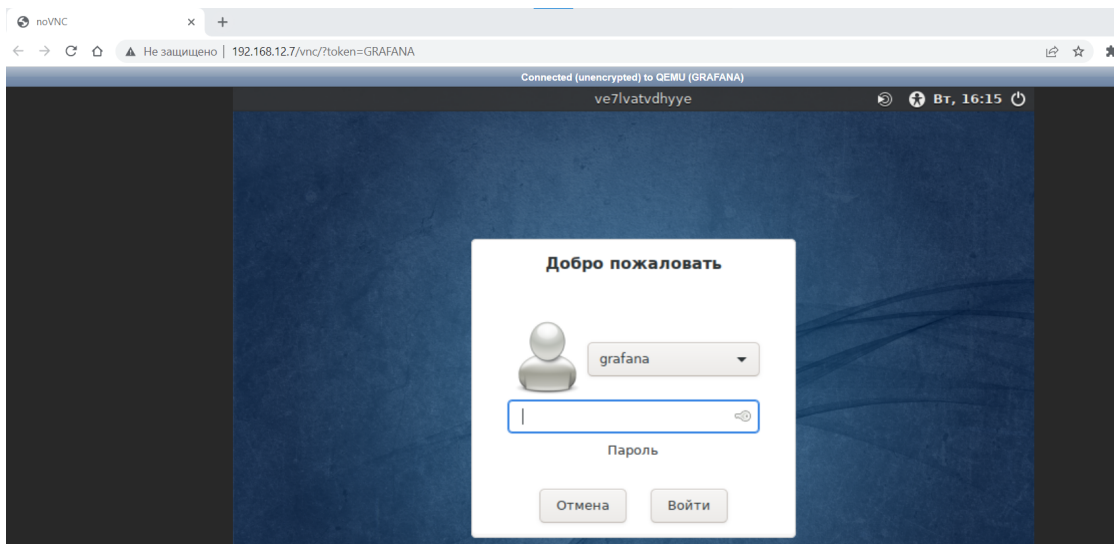 noVNC
Не защищено | 192.168.12.7/vnc/?token=GRAFANA
Connected (unencrypted) to QEMU (GRAFANA)
ve7lvatvdhyye Вт, 16:15
Добро пожаловать
grafana
Пароль
Отмена Войти